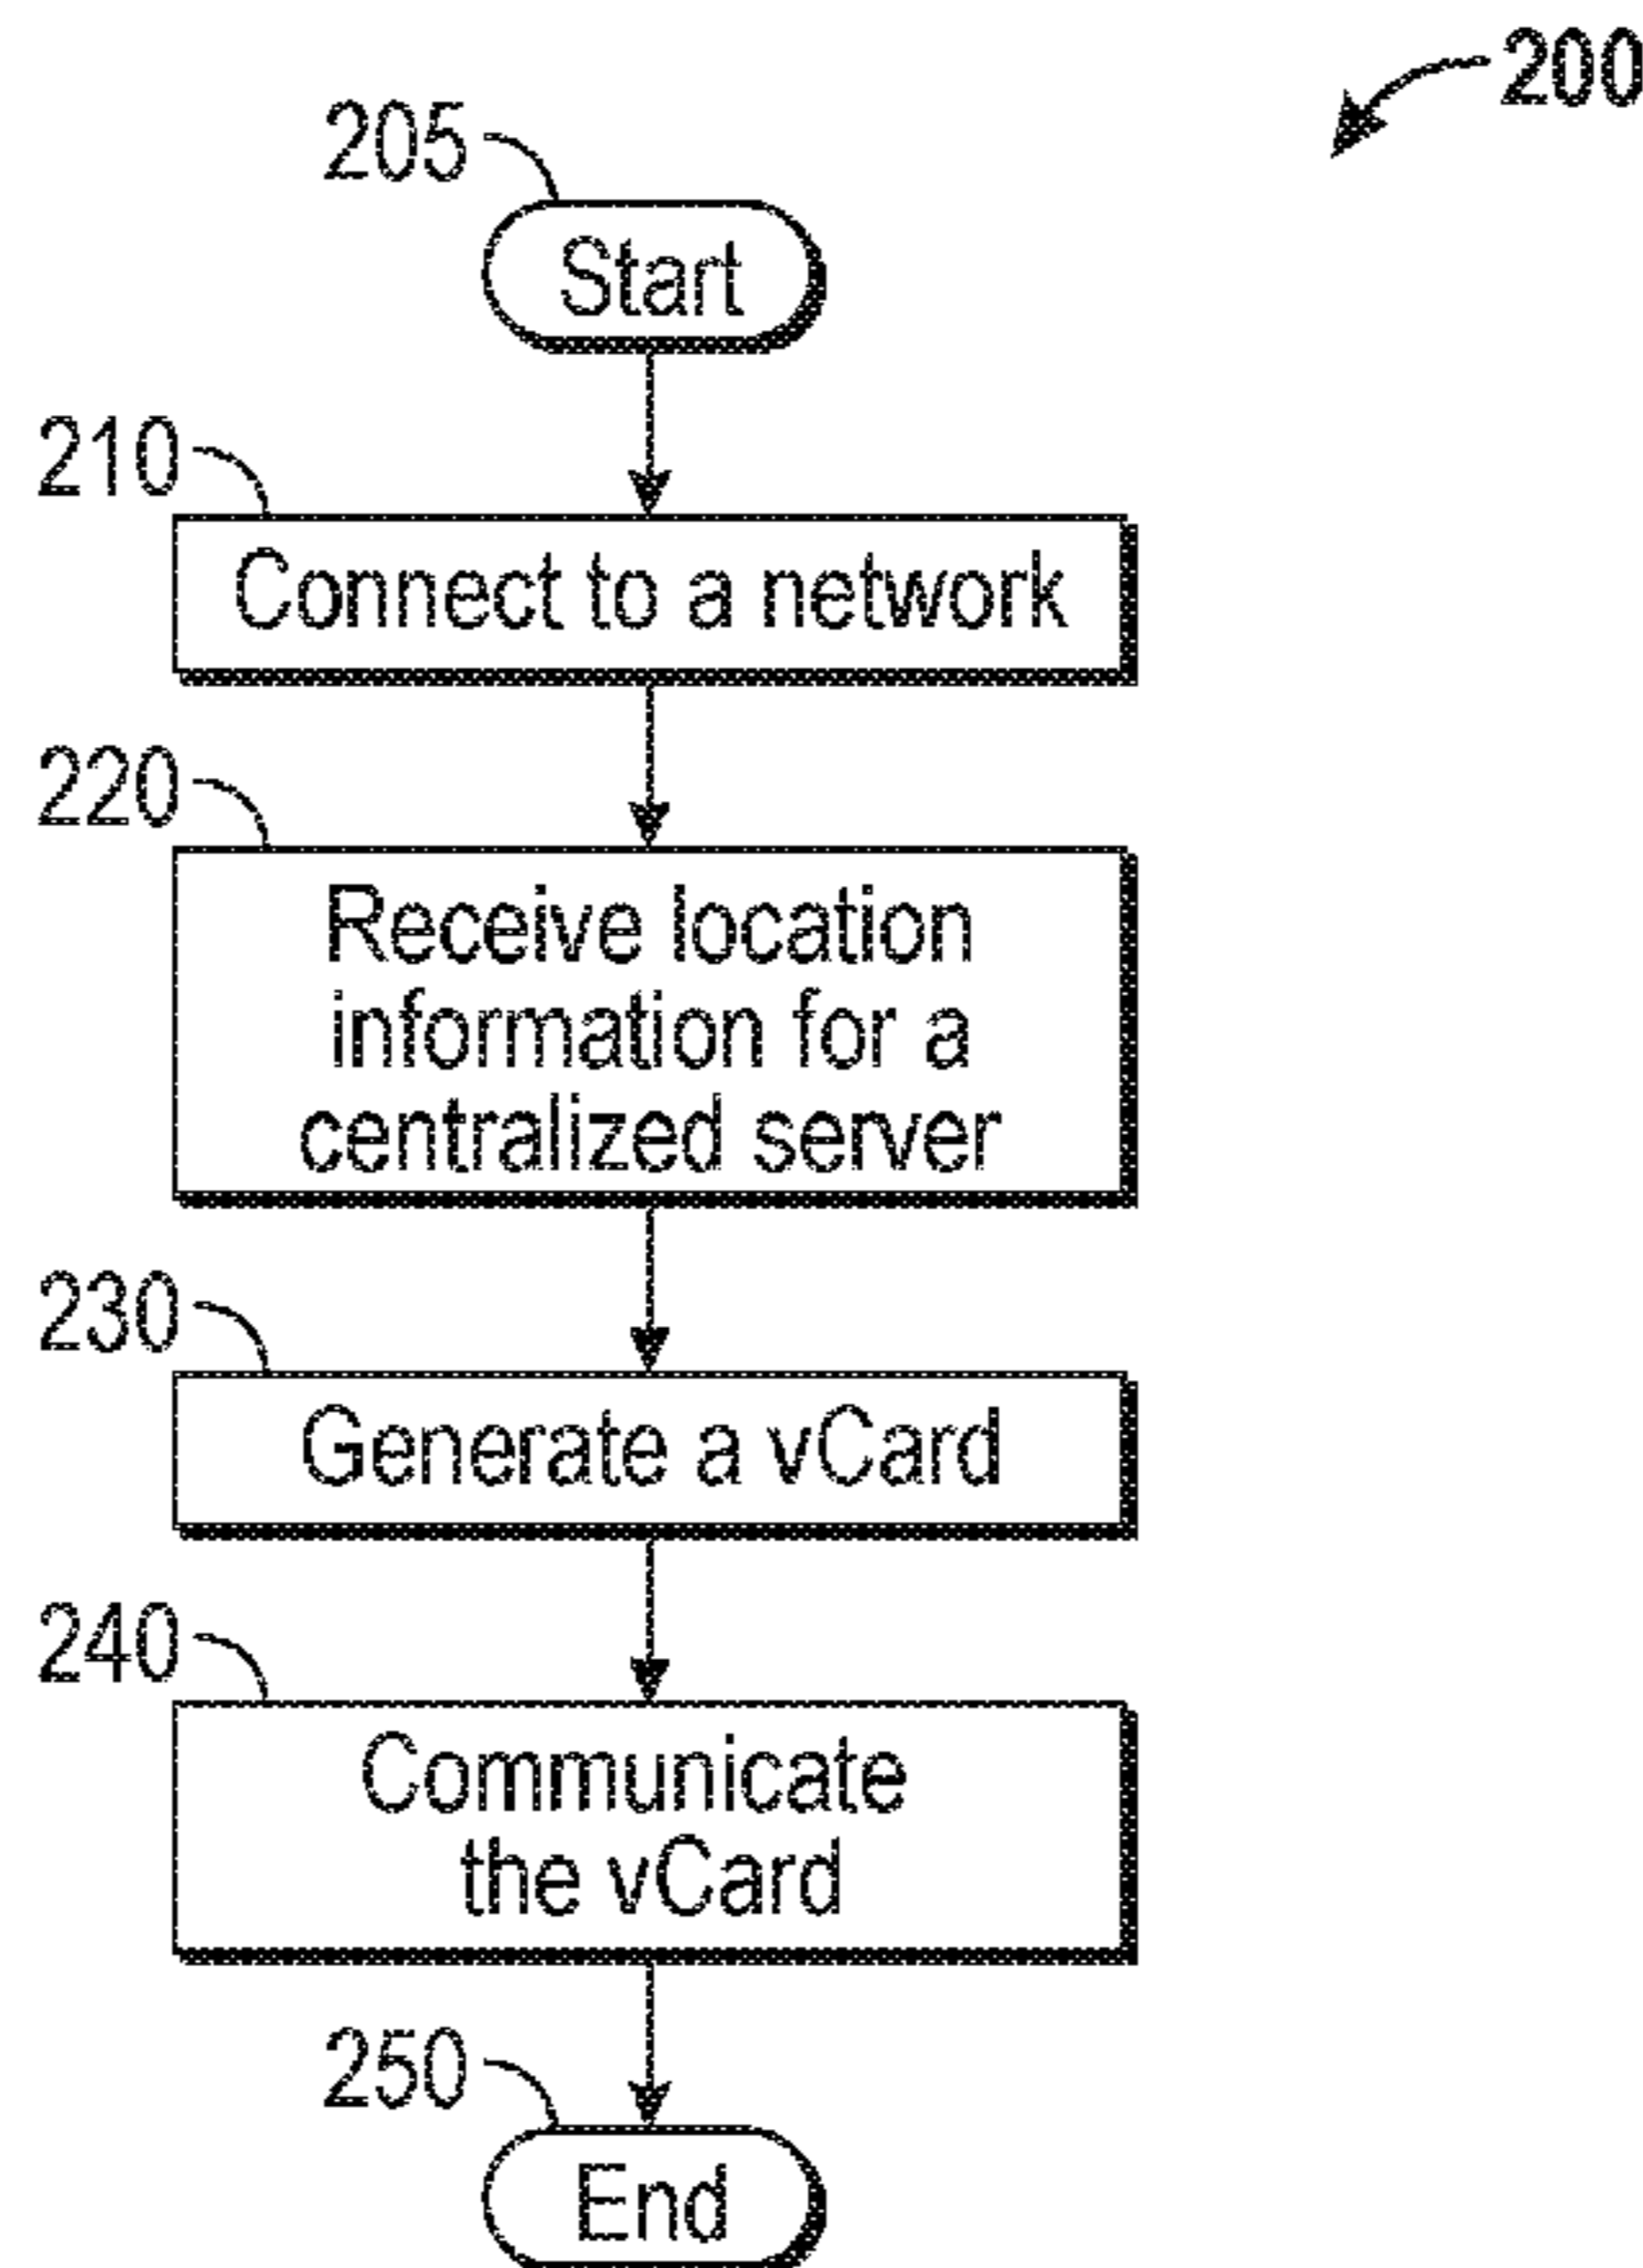 200
205
Start
210
Connect to a network
220
Receive location
information for a
centralized server
230
Generate a vCard
240
Communicate
the vCard
250
End